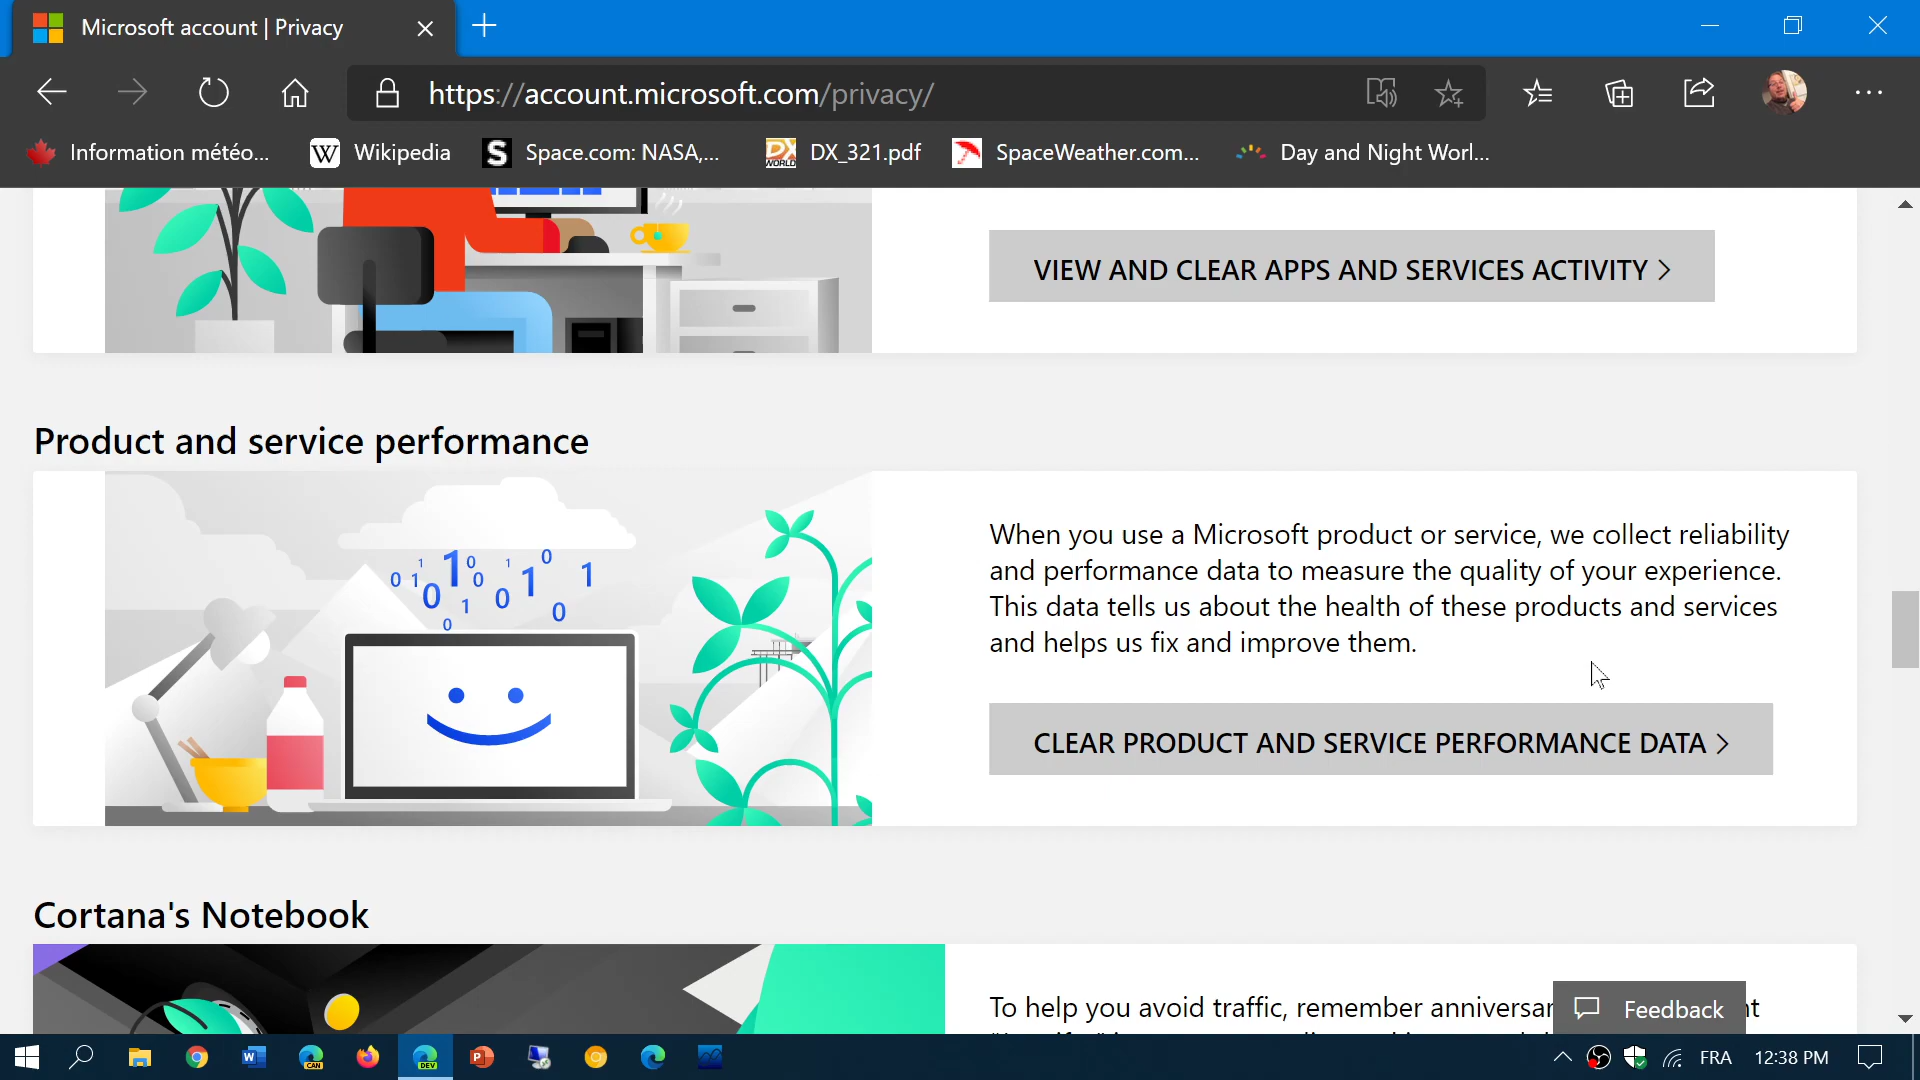 Microsoft account | Privacy
https://account.microsoft.com/privacy/
Information météo...
Wikipedia
Space.com: NASA,...
DX_321.pdf
SpaceWeather.com...
Day and Night Worl...
VIEW AND CLEAR APPS AND SERVICES ACTIVITY >
Product and service performance
When you use a Microsoft product or service, we collect reliability
and performance data to measure the quality of your experience.
This data tells us about the health of these products and services
and helps us fix and improve them.
CLEAR PRODUCT AND SERVICE PERFORMANCE DATA >
Cortana's Notebook
To help you avoid traffic, remember
Feedback
FRA
12:38 PM